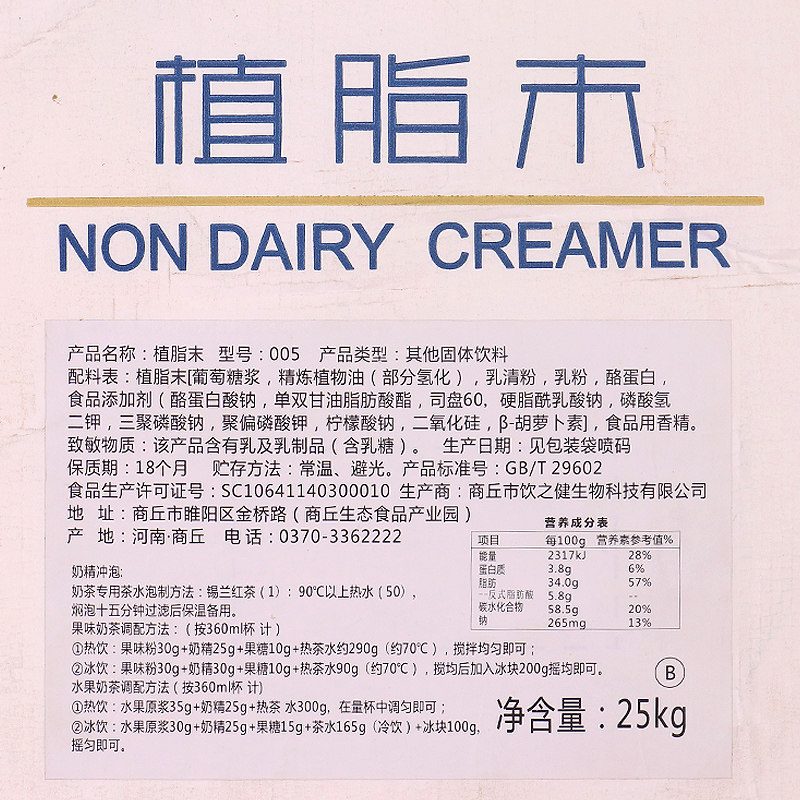 植脂末
NON DAIRY CREAMER
产品名称：植脂末 型号：005 产品类型：其他固体饮料
配料表：植脂末[葡萄糖浆，精炼植物油（部分氢化），乳清粉，乳粉，酪蛋白，
食品添加剂（酪蛋白酸钠，单双甘油脂肪酸酯，司盘60，硬脂酰乳酸钠，磷酸氢
二钾，三聚磷酸钠，聚偏磷酸钾，柠檬酸钠，二氧化硅，β-胡萝卜素]，食品用香精。
致敏物质：该产品含有乳及乳制品（含乳糖）。 生产日期：见包装袋喷码
保质期：18个月 贮存方法：常温、避光。产品标准号：GB/T 29602
食品生产许可证号：SC10641140300010 生产商：商丘市饮之健生物科技有限公司
地 址：商丘市睢阳区金桥路（商丘生态食品产业园）
产 地：河南·商丘 电话：0370-3362222
营养成分表
项目 每100g 营养素参考值%
能量 2317kJ 28%
蛋白质 3.8g 6%
脂肪 34.0g 57%
--反式脂肪酸 5.8g --
碳水化合物 58.5g 20%
钠 265mg 13%
奶精冲泡:
奶茶专用茶水泡制方法：锡兰红茶（1）：90℃以上热水（50），
焖泡十五分钟过滤后保温备用。
果味奶茶调配方法：（按360ml杯 计）
①热饮：果味粉30g+奶精25g+果糖10g+热茶水约290g（约70℃），搅拌均匀即可；
②冰饮：果味粉30g+奶精30g+果糖10g+热茶水90g（约70℃），搅均后加入冰块200g摇均即可。
水果奶茶调配方法（按360ml杯 计）
①热饮：水果原浆35g+奶精25g+热茶 水300g，在量杯中调匀即可；
②冰饮：水果原浆30g+奶精25g+果糖15g+茶水165g（冷饮）+冰块100g，
摇匀即可。
B
净含量：25kg